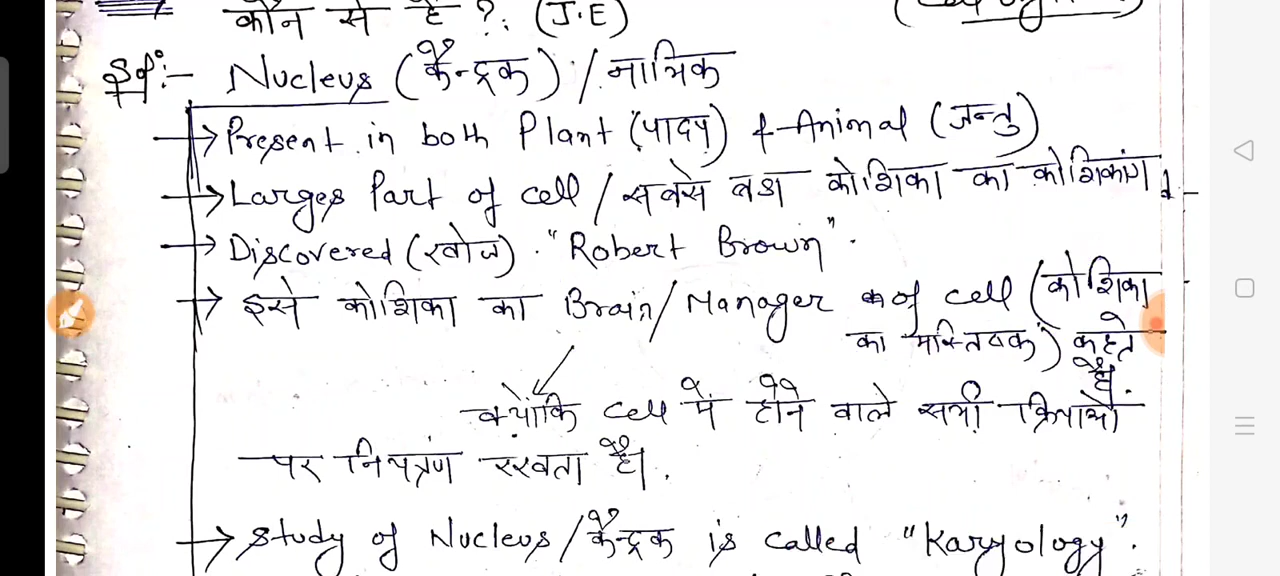 कौन से हैं ?. (J.E)
Nucleus (केन्द्रक) / नाभिक
→ Present in both Plant (पादप) & Animal (जन्तु)
→ Larges Part of cell / सबसे बडा कोशिका का कोशिकांग
→ Discovered (खोज). "Robert Brown".
→ इसे कोशिका का Brain/Manager of cell (कोशिका
का मस्तिष्क) कहते
हैं.
क्योंकि cell में होने वाले सभी क्रियाओं
पर नियत्रंण रखता है।.
→ Study of Nucleus / केन्द्रक is called "Karyology".